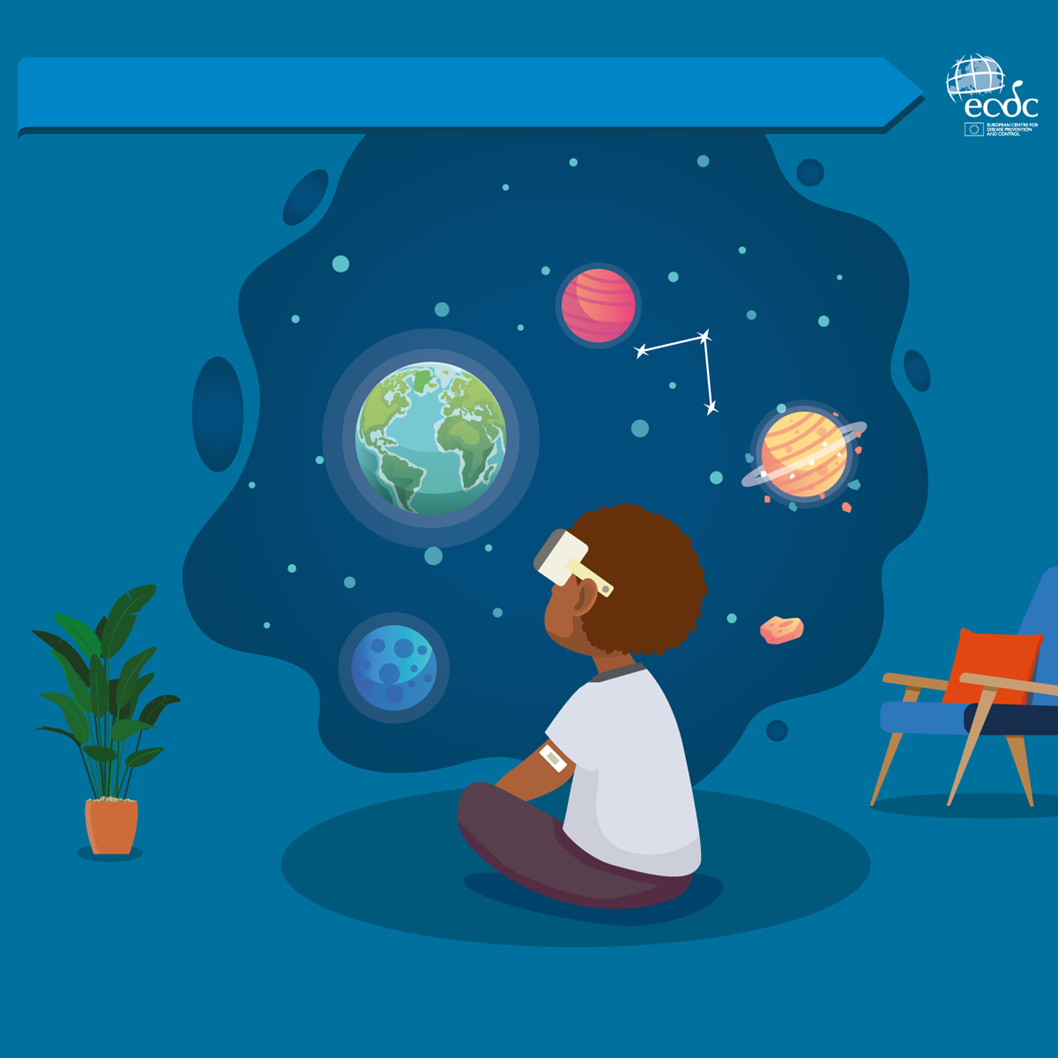 ecdc
EUROPEAN CENTRE FOR
DISEASE PREVENTION
AND CONTROL